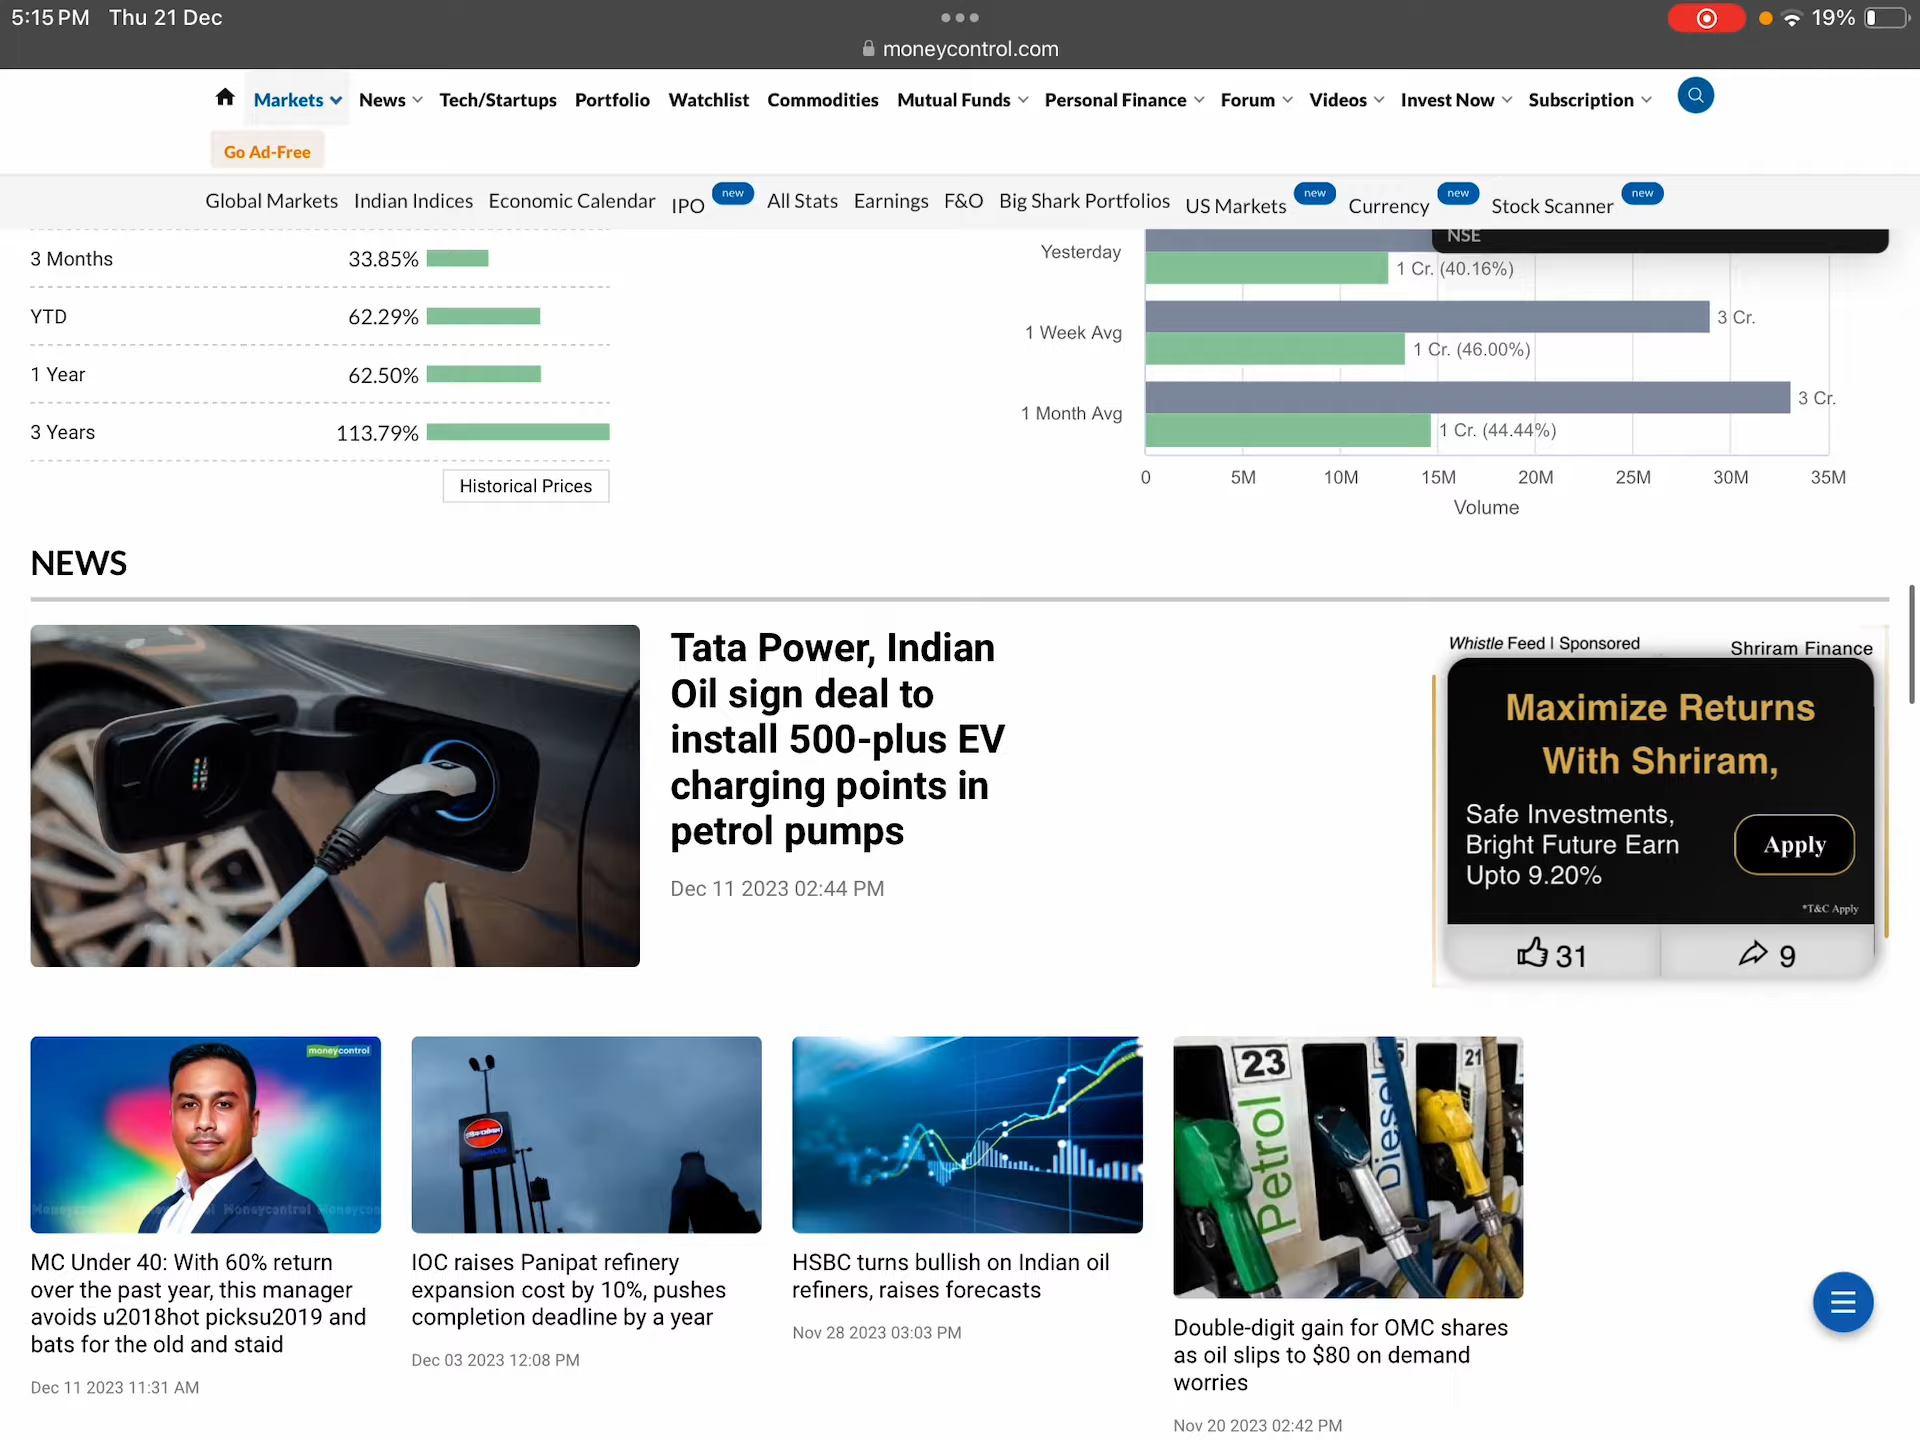 5:15 PM Thu 21 Dec
19%
moneycontrol.com
Markets News Tech/Startups Portfolio Watchlist Commodities Mutual Funds Personal Finance Forum Videos Invest Now Subscription
Go Ad-Free
Global Markets Indian Indices Economic Calendar IPO new All Stats Earnings F&O Big Shark Portfolios US Markets new Currency new Stock Scanner new
3 Months 33.85%
YTD 62.29%
1 Year 62.50%
3 Years 113.79%
Historical Prices
NSE
Yesterday
1 Cr. (40.16%)
1 Week Avg
3 Cr.
1 Cr. (46.00%)
1 Month Avg
3 Cr.
1 Cr. (44.44%)
0 5M 10M 15M 20M 25M 30M 35M
Volume
NEWS
Tata Power, Indian
Oil sign deal to
install 500-plus EV
charging points in
petrol pumps
Dec 11 2023 02:44 PM
Whistle Feed | Sponsored
Shriram Finance
Maximize Returns
With Shriram,
Safe Investments,
Bright Future Earn
Upto 9.20%
Apply
*T&C Apply
31
9
moneycontrol
Moneycontrol
MC Under 40: With 60% return
over the past year, this manager
avoids u2018hot picksu2019 and
bats for the old and staid
Dec 11 2023 11:31 AM
IOC raises Panipat refinery
expansion cost by 10%, pushes
completion deadline by a year
Dec 03 2023 12:08 PM
HSBC turns bullish on Indian oil
refiners, raises forecasts
Nov 28 2023 03:03 PM
23
21
Petrol
Diesel
Double-digit gain for OMC shares
as oil slips to $80 on demand
worries
Nov 20 2023 02:42 PM